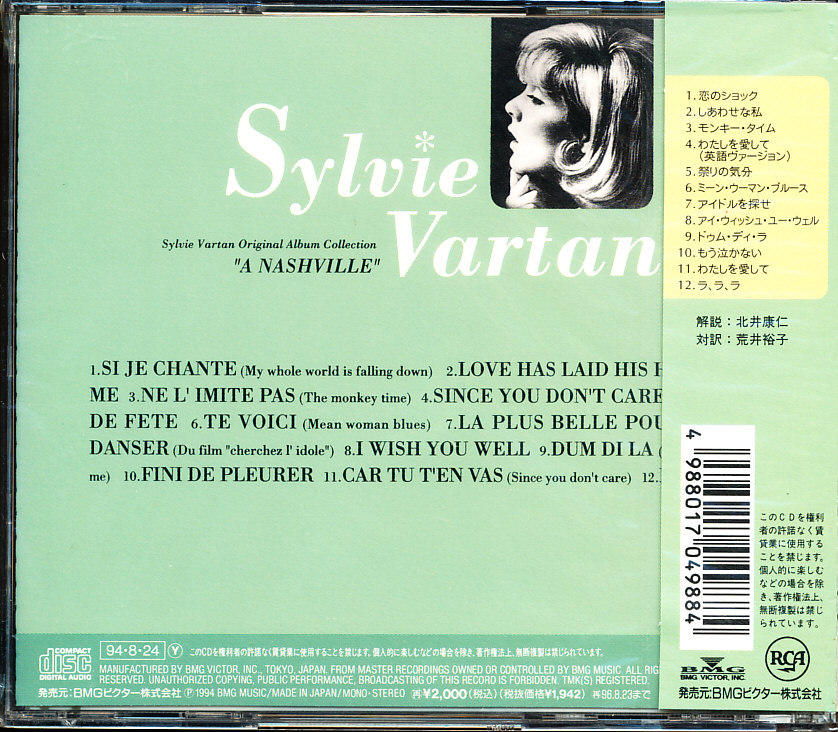 Sylvie
Vartan
Sylvie Vartan Original Album Collection
"A NASHVILLE"
1.SI JE CHANTE (My whole world is falling down) 2.LOVE HAS LAID HIS
ME 3.NE L' IMITE PAS (The monkey time) 4.SINCE YOU DON'T CARE
DE FETE 6.TE VOICI (Mean woman blues) 7.LA PLUS BELLE POU
DANSER (Du film "cherchez l' idole") 8.I WISH YOU WELL 9.DUM DI LA (
me) 10.FINI DE PLEURER 11.CAR TU T'EN VAS (Since you don't care) 12.
1.恋のショック
2.しあわせな私
3.モンキー・タイム
4.わたしを愛して
(英語ヴァージョン)
5.祭りの気分
6.ミーン・ウーマン・ブルース
7.アイドルを探せ
8.アイ・ウィッシュ・ユー・ウェル
9.ドゥム・ディ・ラ
10.もう泣かない
11.わたしを愛して
12.ラ、ラ、ラ
解説：北井康仁
対訳：荒井裕子
4 988017 049884
このCDを権利
者の許諾なく賃
貸業に使用する
ことを禁じます。
個人的に楽しむ
などの場合を除
き、著作権法上、
無断複製は禁じ
られています。
BMG
BMG VICTOR, INC.
RCA
発売元:BMGビクター株式会社
COMPACT
disc
DIGITAL AUDIO
94・8・24 Y このCDを権利者の許諾なく賃貸業に使用することを禁じます。個人的に楽しむなどの場合を除き、著作権法上、無断複製は禁じられています。
MANUFACTURED BY BMG VICTOR, INC., TOKYO, JAPAN. FROM MASTER RECORDINGS OWNED OR CONTROLLED BY BMG MUSIC. ALL RIG
RESERVED. UNAUTHORIZED COPYING, PUBLIC PERFORMANCE, BROADCASTING OF THIS RECORD IS FORBIDDEN. TMK(S) REGISTERED.
発売元:BMGビクター株式会社 Ⓟ1994 BMG MUSIC/MADE IN JAPAN/MONO・STEREO 再¥2,000(税込)(税抜価格¥1,942) 再96.8.23まで